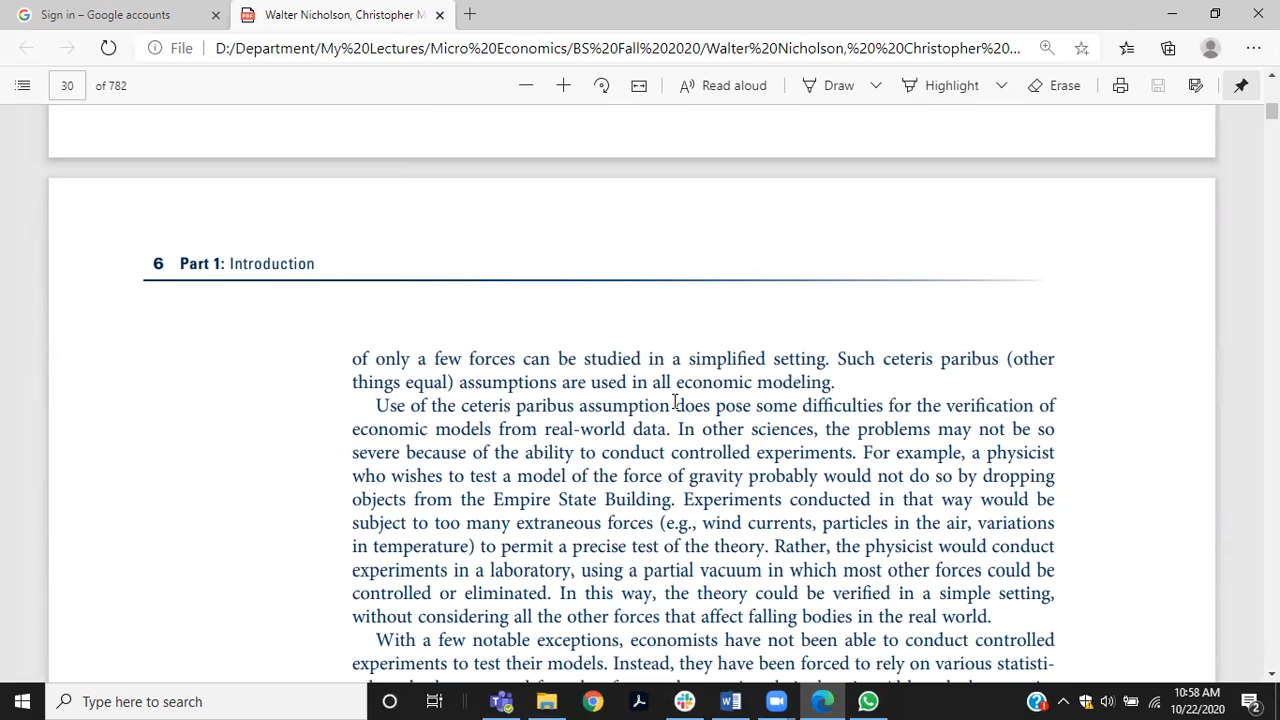 Sign in – Google accounts
Walter Nicholson, Christopher M
File
D:/Department/My%20Lectures/Micro%20Economics/BS%20Fall%202020/Walter%20Nicholson,%20%20Christopher%20...
30 of 782
Read aloud
Draw
Highlight
Erase
6 Part 1: Introduction
of only a few forces can be studied in a simplified setting. Such ceteris paribus (other
things equal) assumptions are used in all economic modeling.
Use of the ceteris paribus assumption does pose some difficulties for the verification of
economic models from real-world data. In other sciences, the problems may not be so
severe because of the ability to conduct controlled experiments. For example, a physicist
who wishes to test a model of the force of gravity probably would not do so by dropping
objects from the Empire State Building. Experiments conducted in that way would be
subject to too many extraneous forces (e.g., wind currents, particles in the air, variations
in temperature) to permit a precise test of the theory. Rather, the physicist would conduct
experiments in a laboratory, using a partial vacuum in which most other forces could be
controlled or eliminated. In this way, the theory could be verified in a simple setting,
without considering all the other forces that affect falling bodies in the real world.
With a few notable exceptions, economists have not been able to conduct controlled
experiments to test their models. Instead, they have been forced to rely on various statisti-
Type here to search
10:58 AM
10/22/2020
2